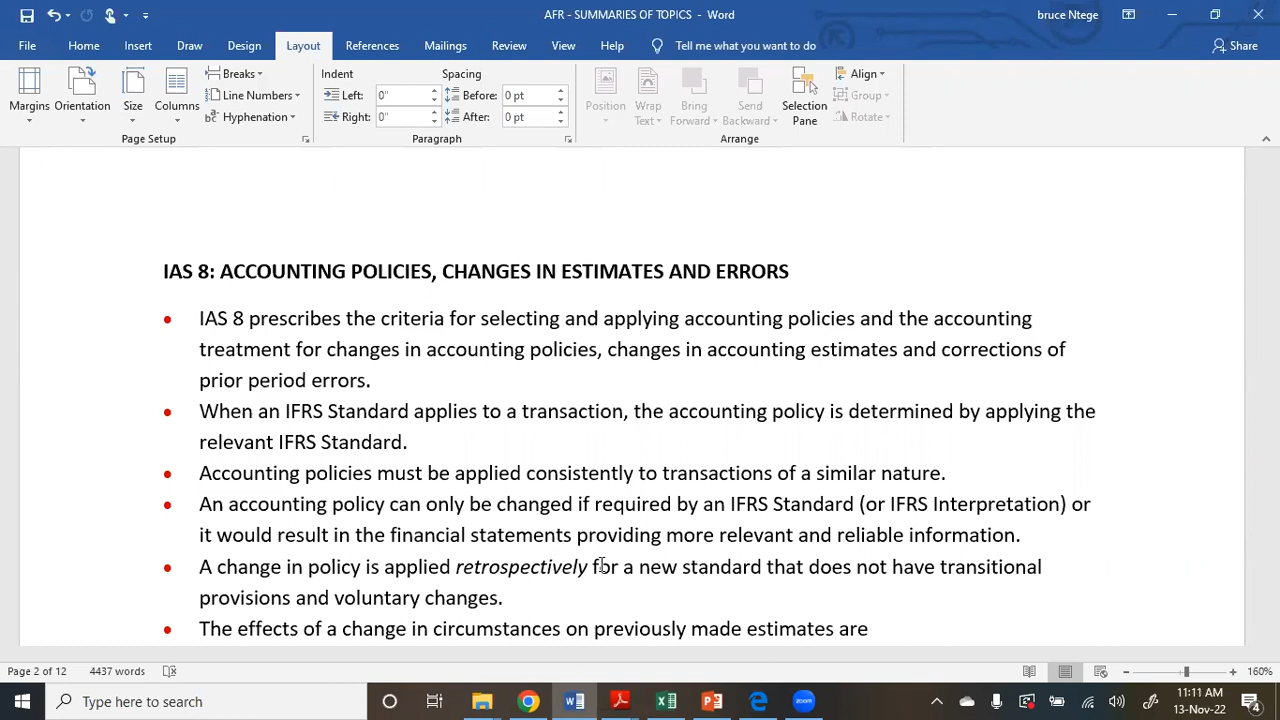 AFR - SUMMARIES OF TOPICS - Word
bruce Ntege
File Home Insert Draw Design Layout References Mailings Review View Help Tell me what you want to do Share
Margins Orientation Size Columns
Breaks
Line Numbers
Hyphenation
Page Setup
Indent Spacing
Left: 0" Before: 0 pt
Right: 0" After: 0 pt
Paragraph
Position Wrap Text Bring Forward Send Backward Selection Pane
Align
Group
Rotate
Arrange
IAS 8: ACCOUNTING POLICIES, CHANGES IN ESTIMATES AND ERRORS
• IAS 8 prescribes the criteria for selecting and applying accounting policies and the accounting
treatment for changes in accounting policies, changes in accounting estimates and corrections of
prior period errors.
• When an IFRS Standard applies to a transaction, the accounting policy is determined by applying the
relevant IFRS Standard.
• Accounting policies must be applied consistently to transactions of a similar nature.
• An accounting policy can only be changed if required by an IFRS Standard (or IFRS Interpretation) or
it would result in the financial statements providing more relevant and reliable information.
• A change in policy is applied retrospectively for a new standard that does not have transitional
provisions and voluntary changes.
• The effects of a change in circumstances on previously made estimates are
Page 2 of 12 4437 words 160%
Type here to search
zoom
11:11 AM
13-Nov-22
4